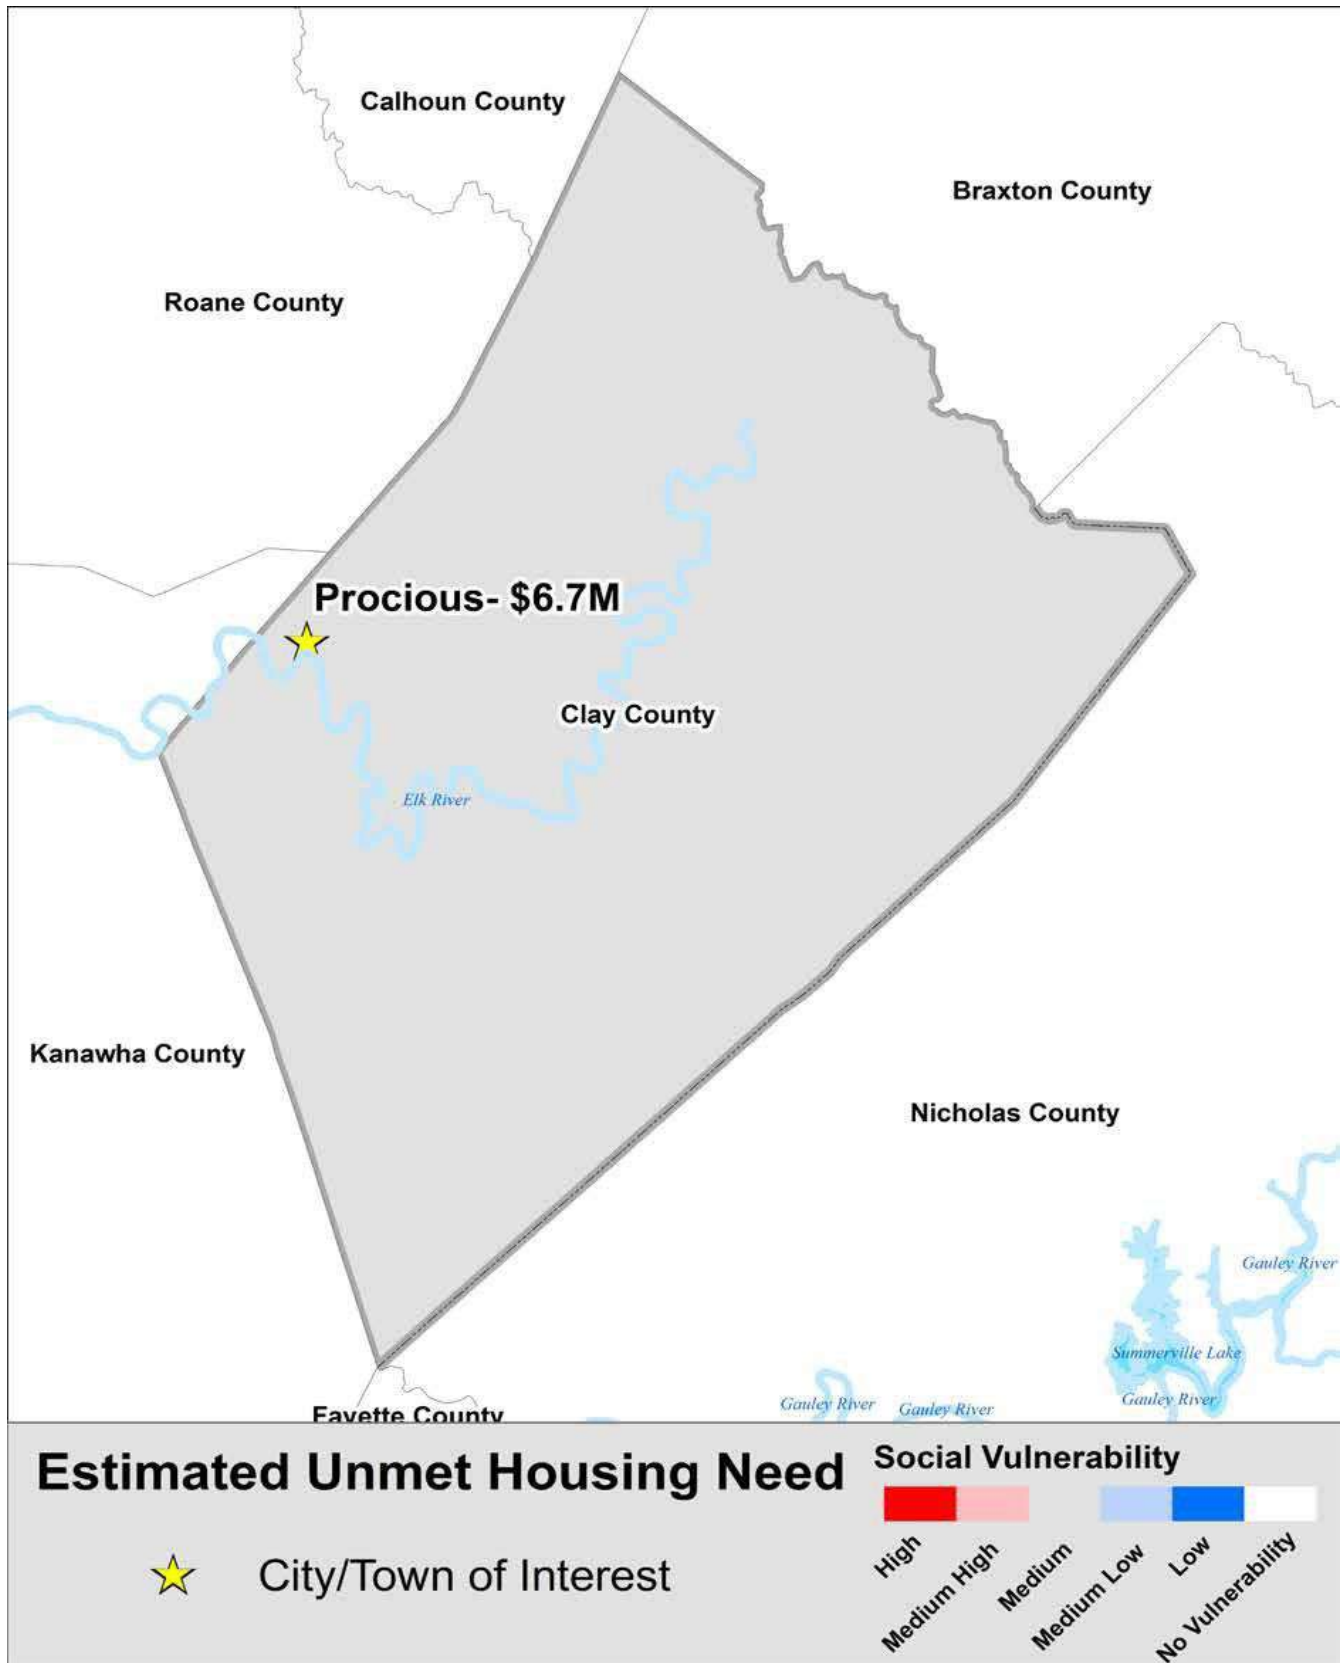 Calhoun County
Braxton County
Roane County
Procious- $6.7M
Clay County
Elk River
Kanawha County
Nicholas County
Gauley River
Summerville Lake
Gauley River
Gauley River
Gauley River
Fayette County
Estimated Unmet Housing Need
City/Town of Interest
Social Vulnerability
High
Medium High
Medium
Medium Low
Low
No Vulnerability